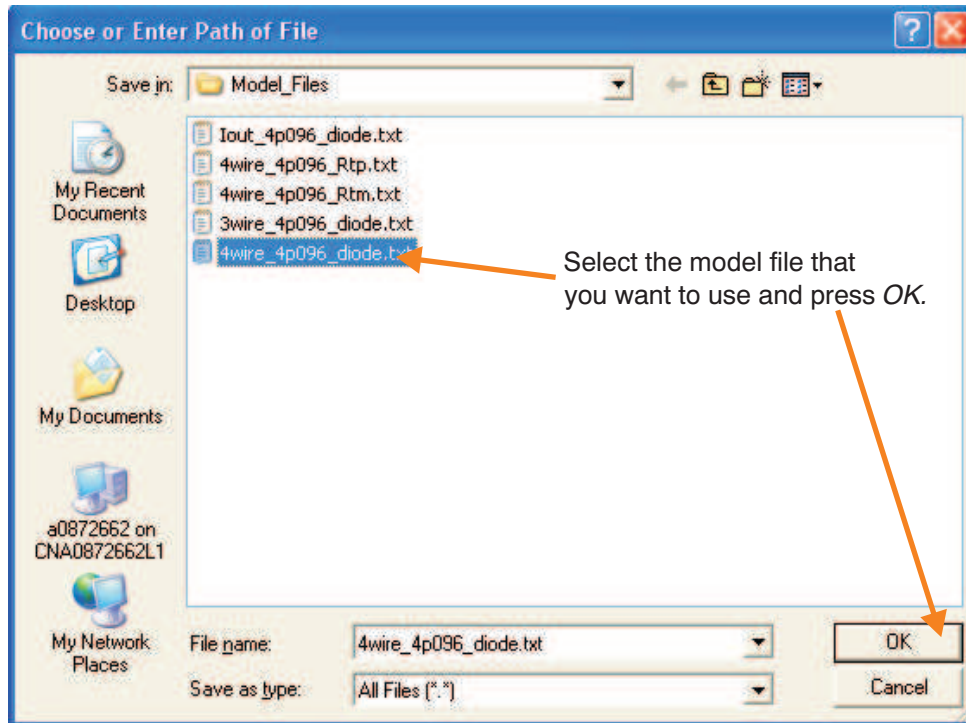 Choose or Enter Path of File
Save in: Model_Files
Iout_4p096_diode.txt
4wire_4p096_Rtp.txt
4wire_4p096_Rtm.txt
3wire_4p096_diode.txt
4wire_4p096_diode.txt
My Recent
Documents
Desktop
My Documents
a0872662 on
CNA0872662L1
My Network
Places
Select the model file that
you want to use and press OK.
File name: 4wire_4p096_diode.txt OK
Save as type: All Files (*.*) Cancel